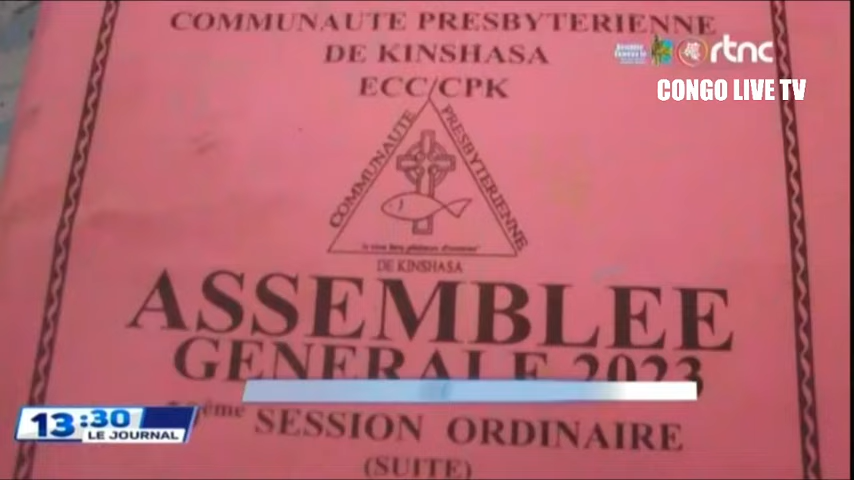 COMMUNAUTE PRESBYTERIENNE
DE KINSHASA
ECC/CPK
rtnc
CONGO LIVE TV
COMMUNAUTE
PRESBYTERIENNE
DE KINSHASA
ASSEMBLEE
GENERALE 2023
ème SESSION ORDINAIRE
(SUITE)
13:30
LE JOURNAL